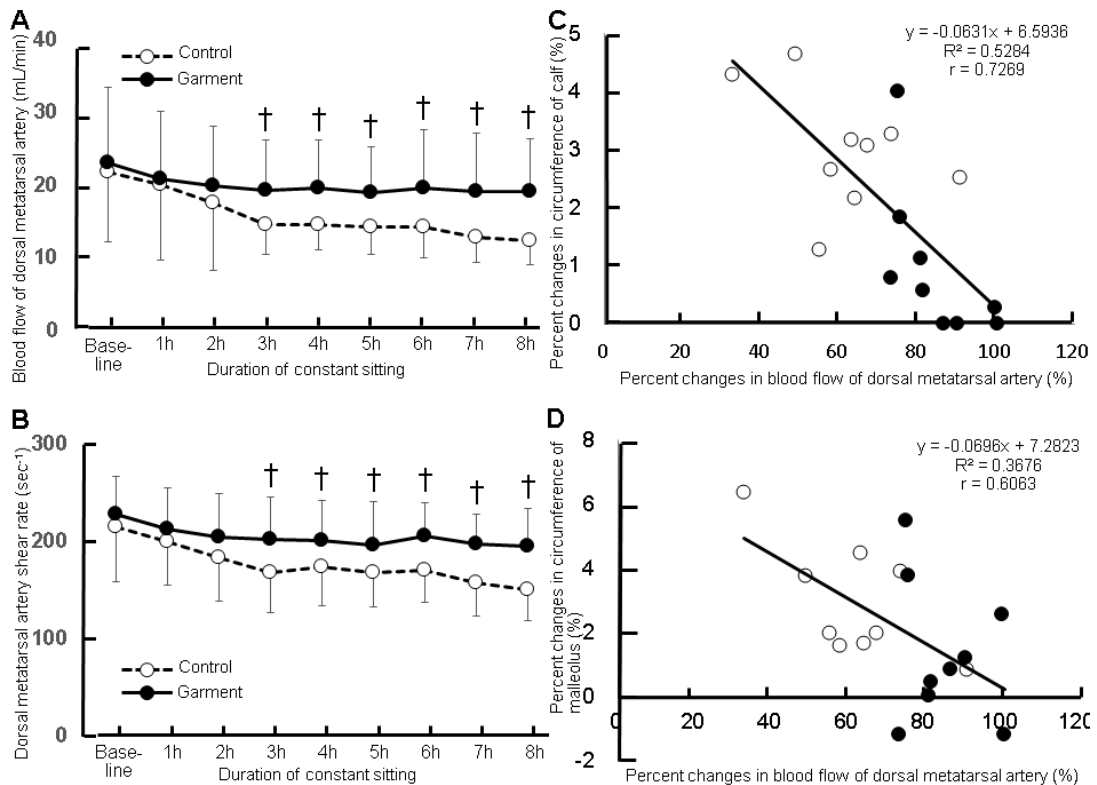 A
Blood flow of dorsal metatarsal artery (mL/min)
40
30
20
10
0
Control
Garment
† † † † † †
Base-
line
1h 2h 3h 4h 5h 6h 7h 8h
Duration of constant sitting
B
Dorsal metatarsal artery shear rate (sec-1)
300
200
100
0
† † † † † †
Control
Garment
Base-
line
1h 2h 3h 4h 5h 6h 7h 8h
Duration of constant sitting
C
y = -0.0631x + 6.5936
R² = 0.5284
r = 0.7269
Percent changes in circumference of calf (%)
5
4
3
2
1
0
0 20 40 60 80 100 120
Percent changes in blood flow of dorsal metatarsal artery (%)
D
y = -0.0696x + 7.2823
R² = 0.3676
r = 0.6063
Percent changes in circumference of
malleolus (%)
8
6
4
2
0
-2
0 20 40 60 80 100 120
Percent changes in blood flow of dorsal metatarsal artery (%)